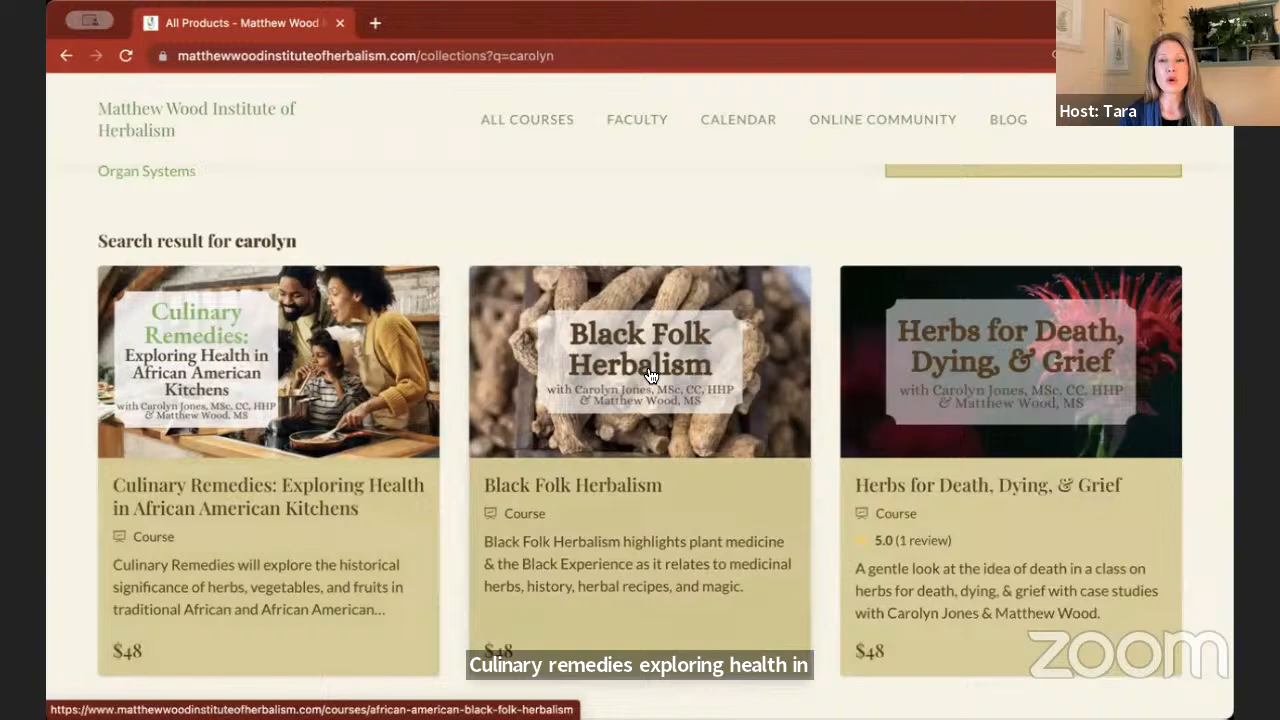 All Products - Matthew Wood
matthewwoodinstituteofherbalism.com/collections?q=carolyn
Host: Tara
Matthew Wood Institute of
Herbalism
ALL COURSES
FACULTY
CALENDAR
ONLINE COMMUNITY
BLOG
Organ Systems
Search result for carolyn
Culinary
Remedies:
Exploring Health in
African American
Kitchens
with Carolyn Jones, MSc, CC, HHP
& Matthew Wood, MS
Culinary Remedies: Exploring Health
in African American Kitchens
Course
Culinary Remedies will explore the historical
significance of herbs, vegetables, and fruits in
traditional African and African American...
$48
Black Folk
Herbalism
with Carolyn Jones, MSc, CC, HHP
& Matthew Wood, MS
Black Folk Herbalism
Course
Black Folk Herbalism highlights plant medicine
& the Black Experience as it relates to medicinal
herbs, history, herbal recipes, and magic.
$48
Herbs for Death,
Dying, & Grief
with Carolyn Jones, MSc, CC, HHP
& Matthew Wood, MS
Herbs for Death, Dying, & Grief
Course
5.0 (1 review)
A gentle look at the idea of death in a class on
herbs for death, dying, & grief with case studies
with Carolyn Jones & Matthew Wood.
$48
Culinary remedies exploring health in
zoom
https://www.matthewwoodinstituteofherbalism.com/courses/african-american-black-folk-herbalism